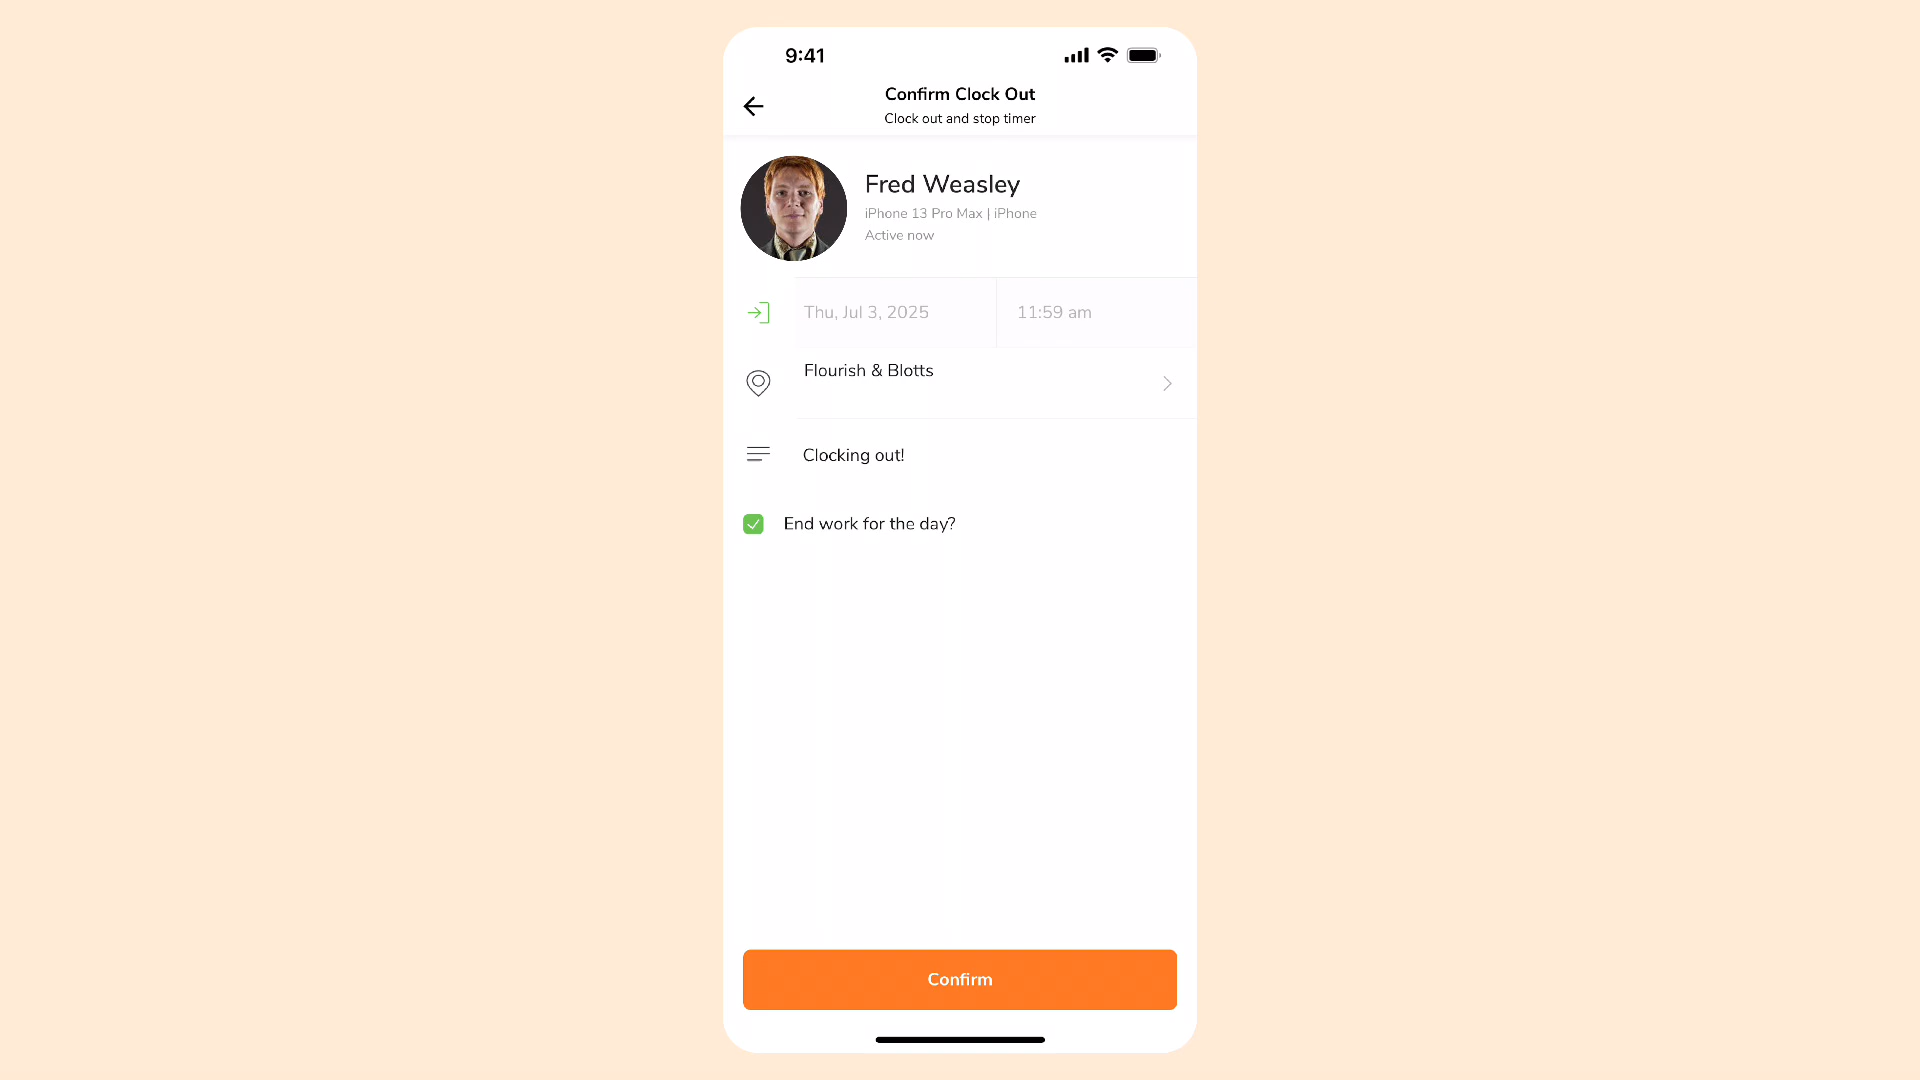 9:41
Confirm Clock Out
Clock out and stop timer
Fred Weasley
iPhone 13 Pro Max | iPhone
Active now
Thu, Jul 3, 2025
11:59 am
Flourish & Blotts
Clocking out!
End work for the day?
Confirm